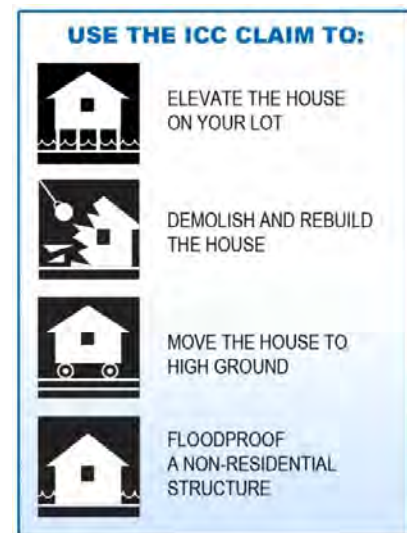 USE THE ICC CLAIM TO:
ELEVATE THE HOUSE
ON YOUR LOT
DEMOLISH AND REBUILD
THE HOUSE
MOVE THE HOUSE TO
HIGH GROUND
FLOODPROOF
A NON-RESIDENTIAL
STRUCTURE